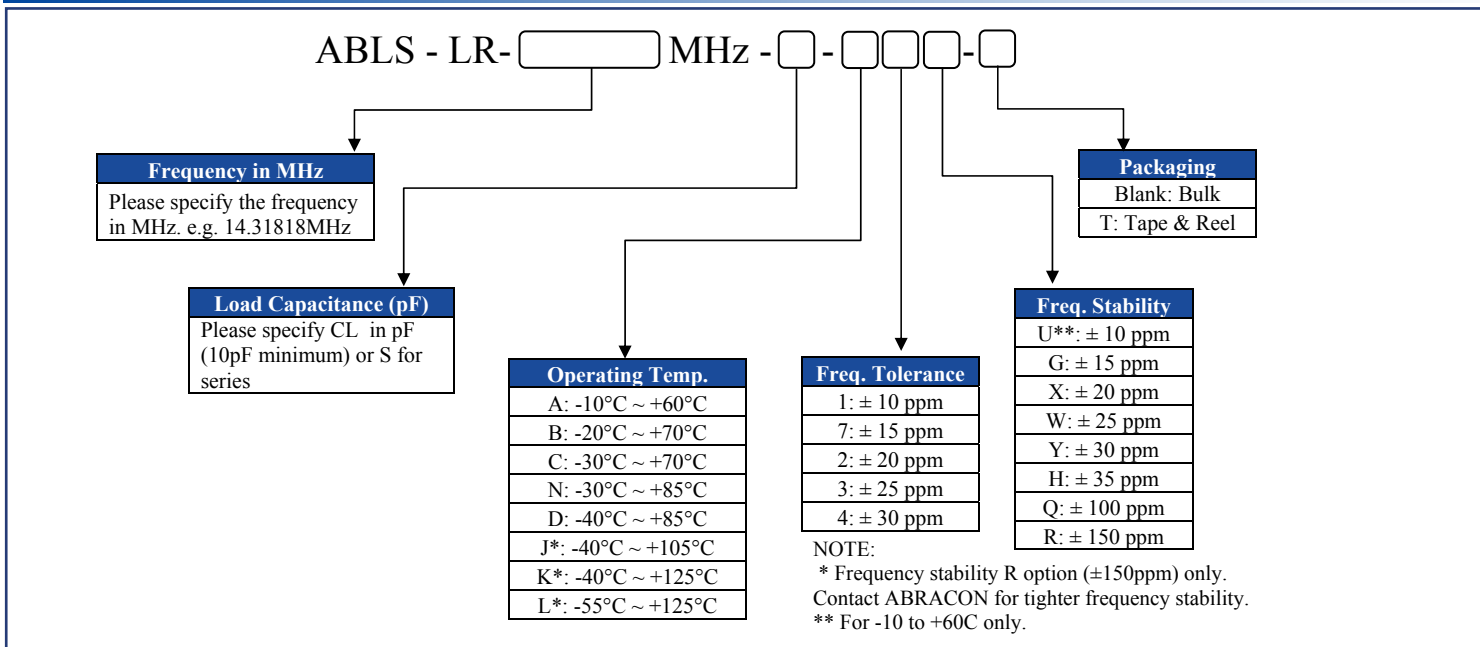 ABLS - LR- MHz - - -
Frequency in MHz
Please specify the frequency
in MHz. e.g. 14.31818MHz
Packaging
Blank: Bulk
T: Tape & Reel
Load Capacitance (pF)
Please specify CL in pF
(10pF minimum) or S for
series
Operating Temp.
A: -10°C ~ +60°C
B: -20°C ~ +70°C
C: -30°C ~ +70°C
N: -30°C ~ +85°C
D: -40°C ~ +85°C
J*: -40°C ~ +105°C
K*: -40°C ~ +125°C
L*: -55°C ~ +125°C
Freq. Tolerance
1: ± 10 ppm
7: ± 15 ppm
2: ± 20 ppm
3: ± 25 ppm
4: ± 30 ppm
Freq. Stability
U**: ± 10 ppm
G: ± 15 ppm
X: ± 20 ppm
W: ± 25 ppm
Y: ± 30 ppm
H: ± 35 ppm
Q: ± 100 ppm
R: ± 150 ppm
NOTE:
* Frequency stability R option (±150ppm) only.
Contact ABRACON for tighter frequency stability.
** For -10 to +60C only.